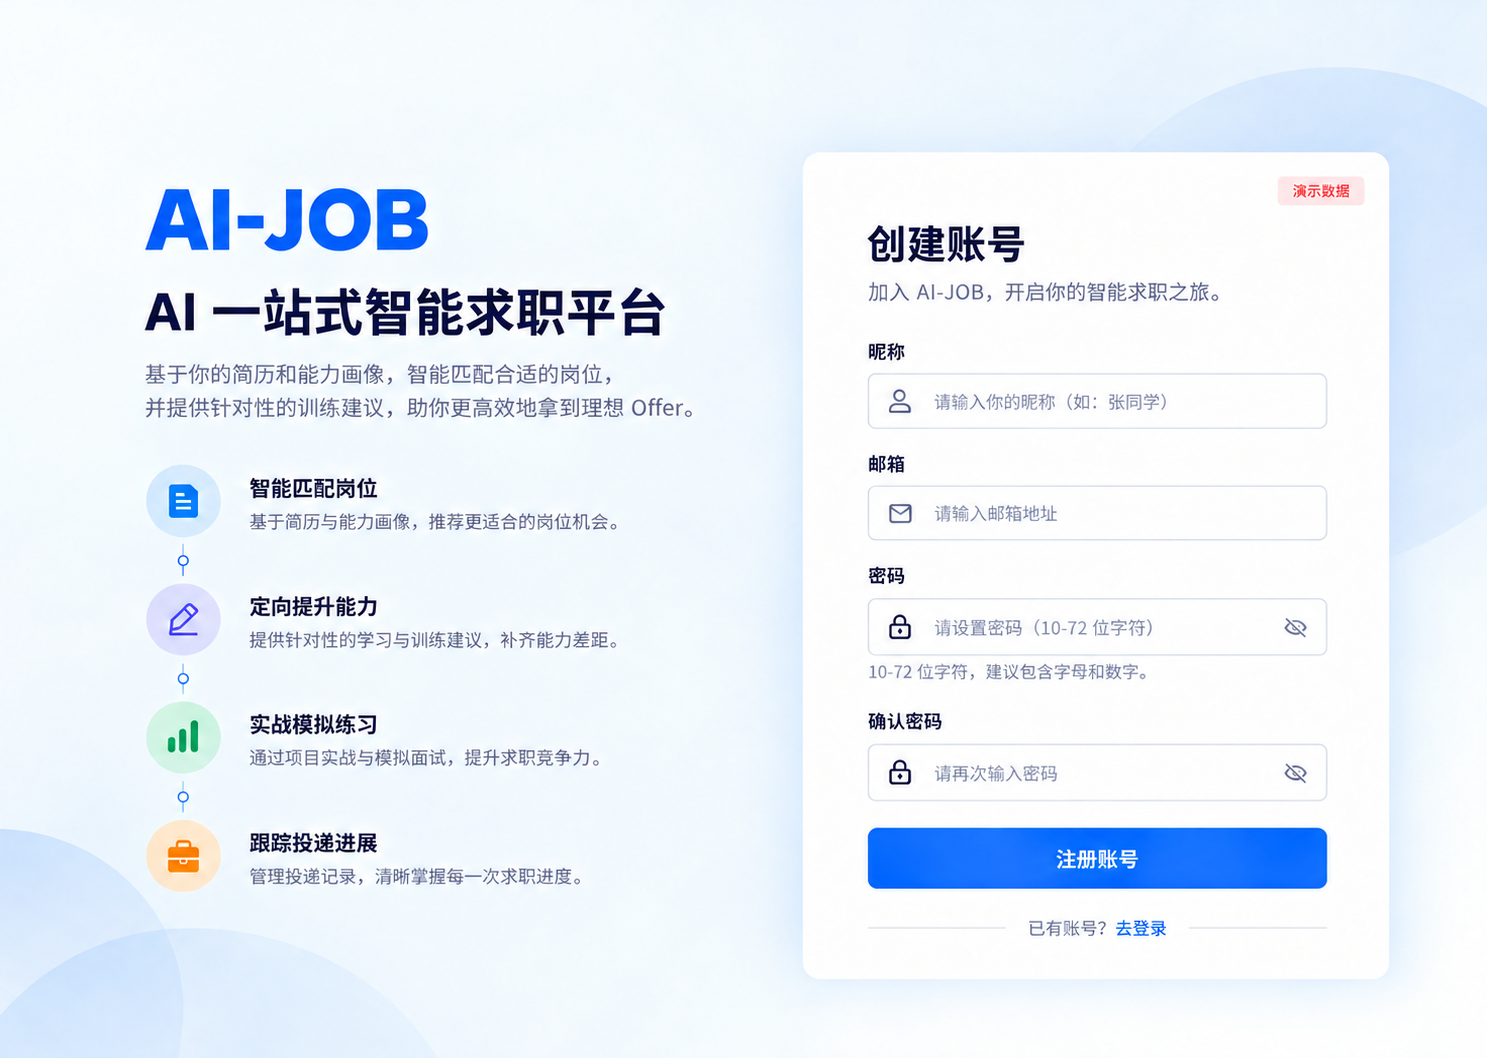 AI-JOB
AI 一站式智能求职平台
基于你的简历和能力画像，智能匹配合适的岗位，
并提供针对性的训练建议，助你更高效地拿到理想 Offer。
智能匹配岗位
基于简历与能力画像，推荐更适合的岗位机会。
定向提升能力
提供针对性的学习与训练建议，补齐能力差距。
实战模拟练习
通过项目实战与模拟面试，提升求职竞争力。
跟踪投递进展
管理投递记录，清晰掌握每一次求职进度。
演示数据
创建账号
加入 AI-JOB，开启你的智能求职之旅。
昵称
请输入你的昵称（如：张同学）
邮箱
请输入邮箱地址
密码
请设置密码（10-72 位字符）
10-72 位字符，建议包含字母和数字。
确认密码
请再次输入密码
注册账号
已有账号？去登录